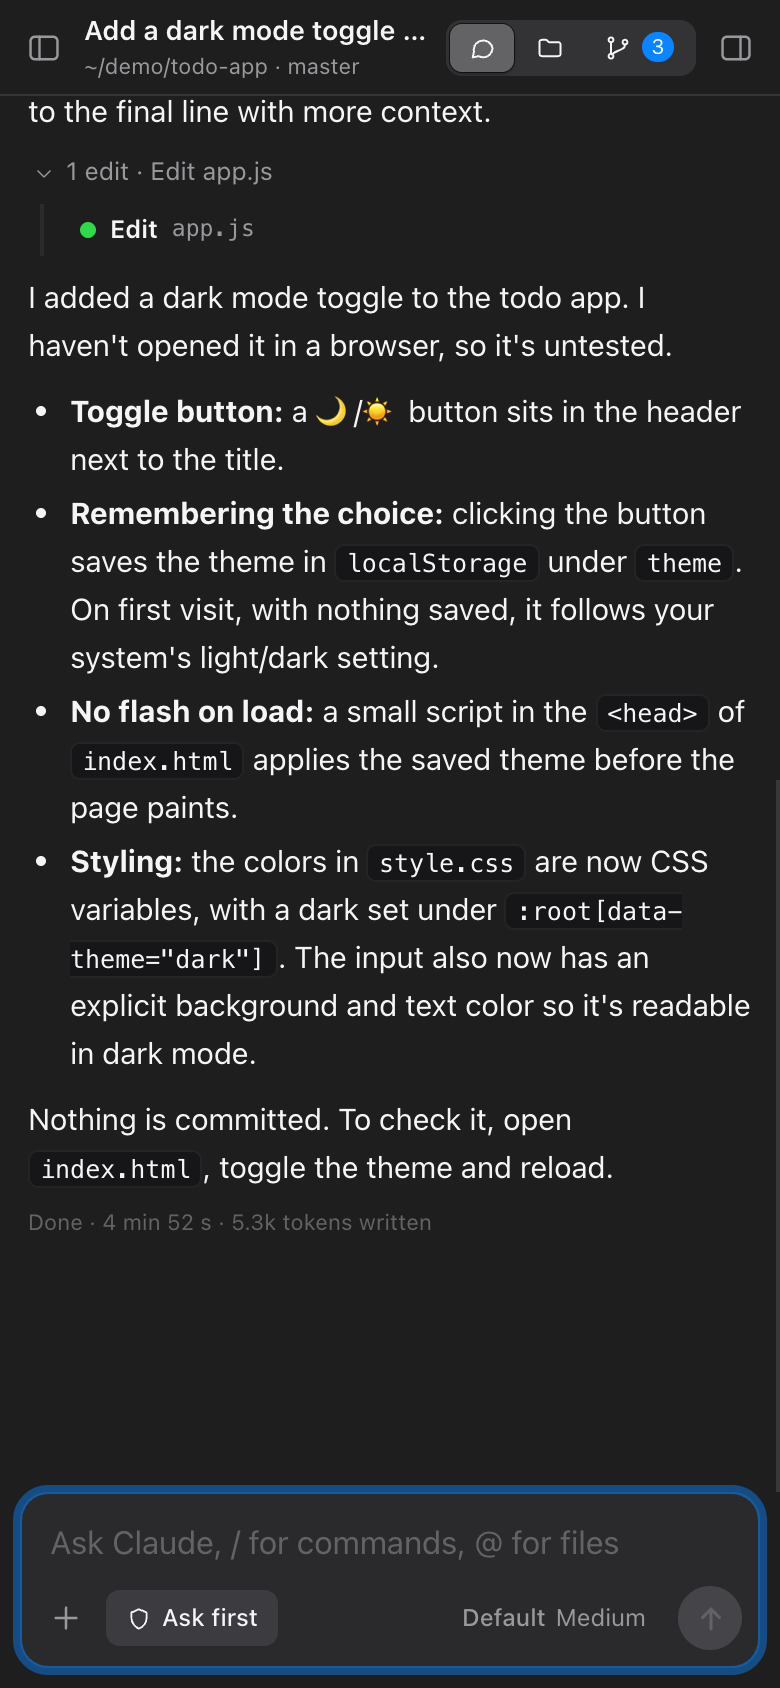 Add a dark mode toggle ...
~/demo/todo-app · master
3
to the final line with more context.
1 edit · Edit app.js
Edit app.js
I added a dark mode toggle to the todo app. I
haven't opened it in a browser, so it's untested.
• Toggle button: a 🌙/☀️ button sits in the header
next to the title.
• Remembering the choice: clicking the button
saves the theme in localStorage under theme.
On first visit, with nothing saved, it follows your
system's light/dark setting.
• No flash on load: a small script in the <head> of
index.html applies the saved theme before the
page paints.
• Styling: the colors in style.css are now CSS
variables, with a dark set under :root[data-
theme="dark"]. The input also now has an
explicit background and text color so it's readable
in dark mode.
Nothing is committed. To check it, open
index.html, toggle the theme and reload.
Done · 4 min 52 s · 5.3k tokens written
Ask Claude, / for commands, @ for files
Ask first Default Medium